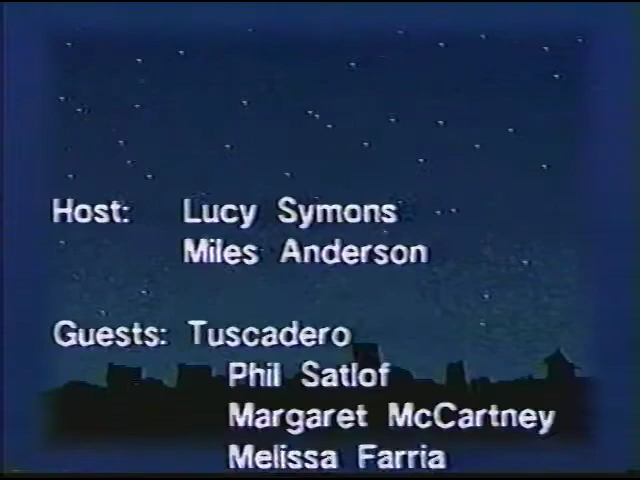 Host: Lucy Symons
Miles Anderson
Guests: Tuscadero
Phil Satlof
Margaret McCartney
Melissa Farria